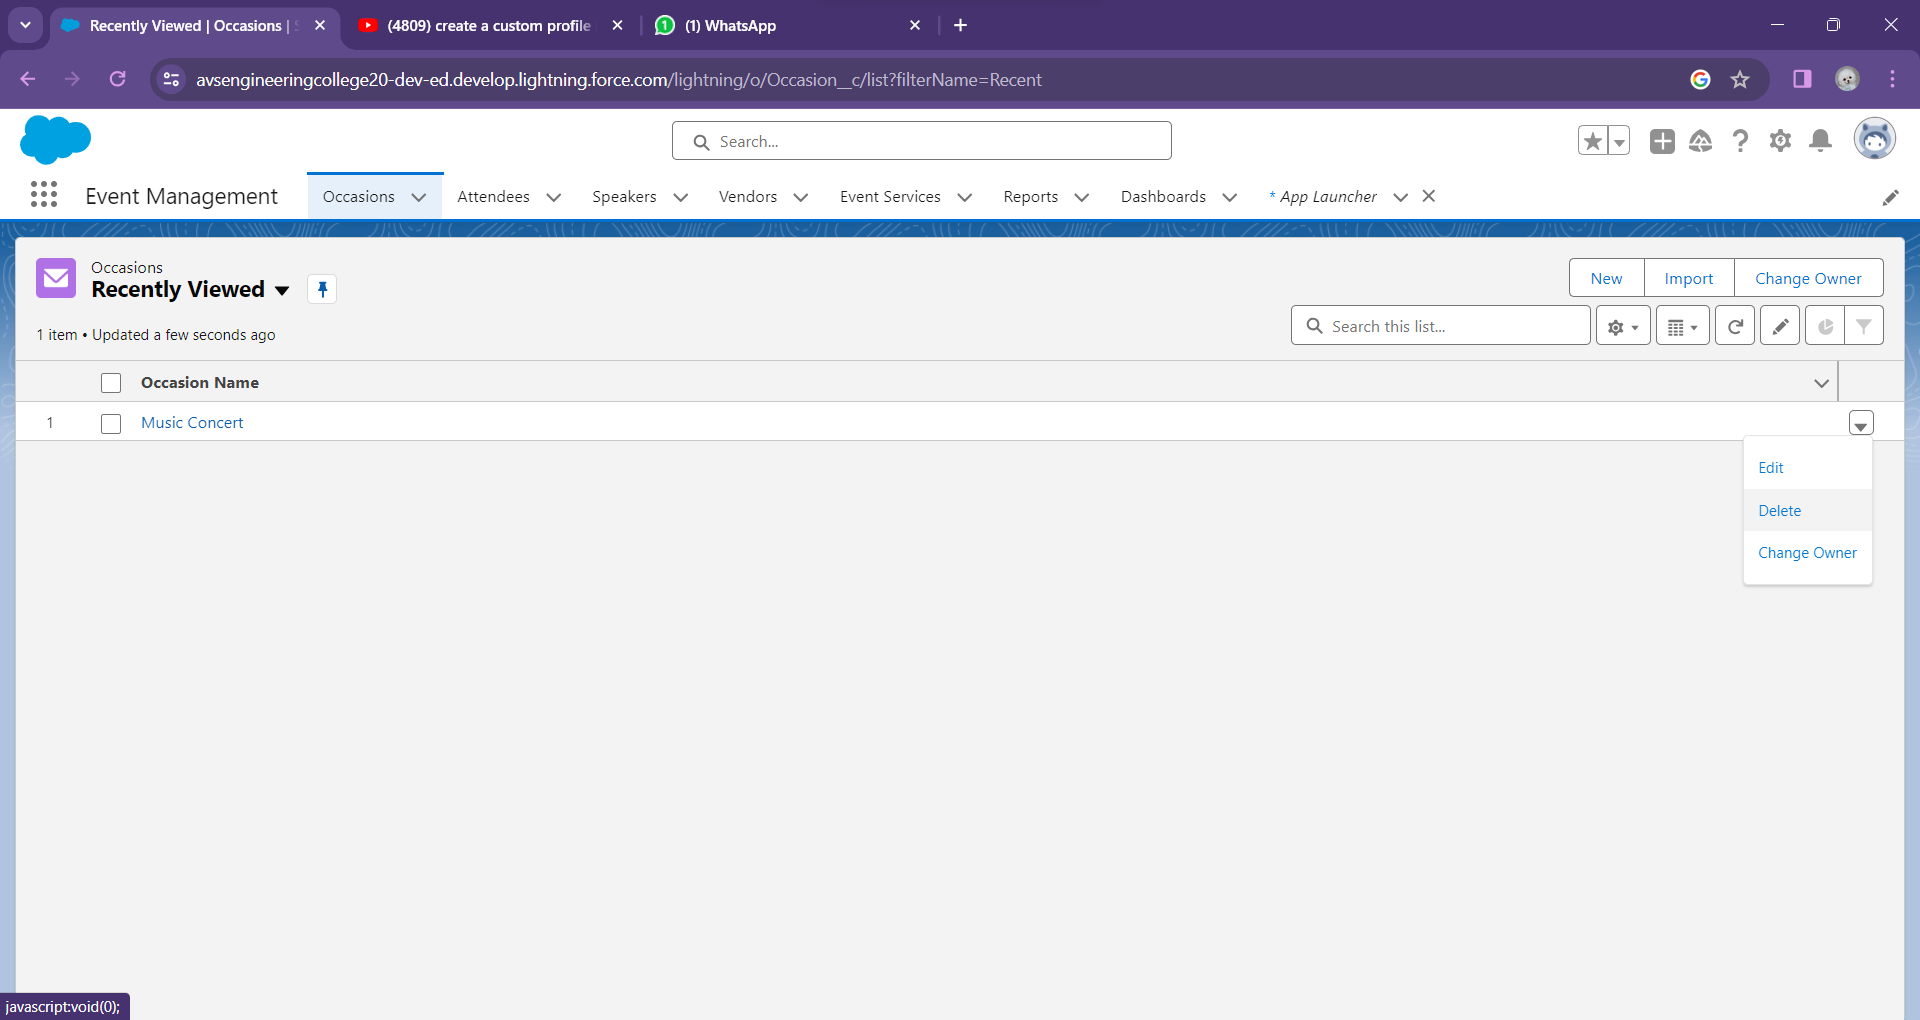 Recently Viewed | Occasions |
(4809) create a custom profile
(1) WhatsApp
avsengineeringcollege20-dev-ed.develop.lightning.force.com/lightning/o/Occasion__c/list?filterName=Recent
Search...
Event Management
Occasions
Attendees
Speakers
Vendors
Event Services
Reports
Dashboards
* App Launcher
Occasions
Recently Viewed
New
Import
Change Owner
1 item • Updated a few seconds ago
Search this list...
Occasion Name
1
Music Concert
Edit
Delete
Change Owner
javascript:void(0);